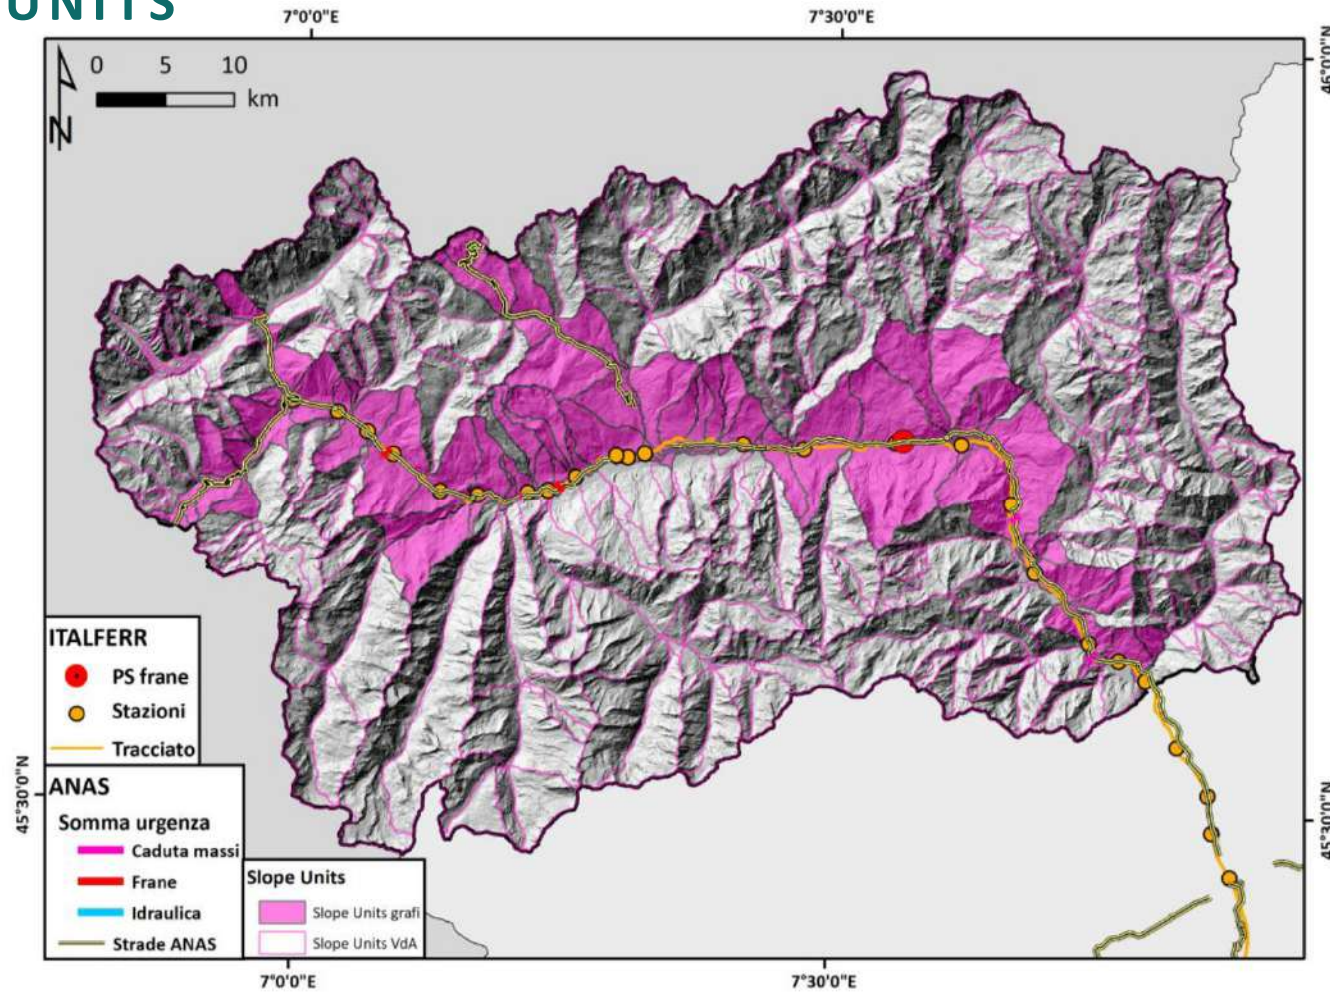 UNITS
7°0'0"E
7°30'0"E
0 5 10
km
N
46°0'0"N
ITALFERR
PS frane
Stazioni
Tracciato
ANAS
Somma urgenza
Caduta massi
Frane
Idraulica
Strade ANAS
Slope Units
Slope Units grafi
Slope Units VdA
45°30'0"N
45°30'0"N
7°0'0"E
7°30'0"E